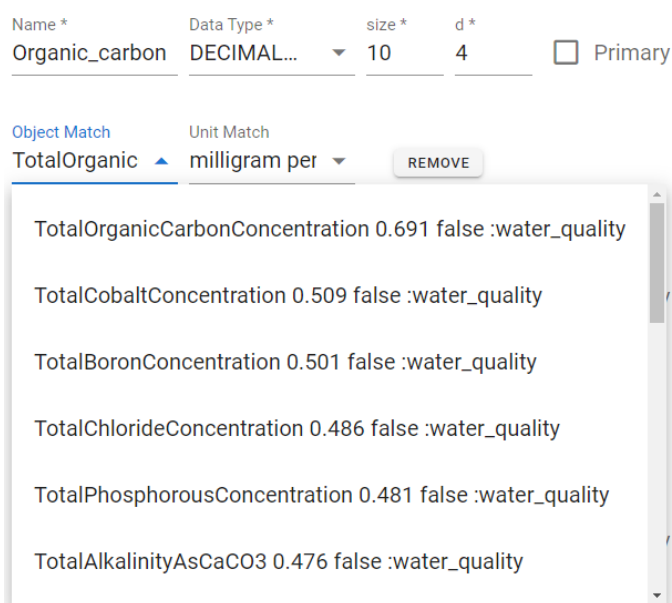 Name * Data Type * size * d *
Organic_carbon DECIMAL... 10 4 Primary
Object Match Unit Match
TotalOrganic milligram per REMOVE
TotalOrganicCarbonConcentration 0.691 false :water_quality
TotalCobaltConcentration 0.509 false :water_quality
TotalBoronConcentration 0.501 false :water_quality
TotalChlorideConcentration 0.486 false :water_quality
TotalPhosphorousConcentration 0.481 false :water_quality
TotalAlkalinityAsCaCO3 0.476 false :water_quality